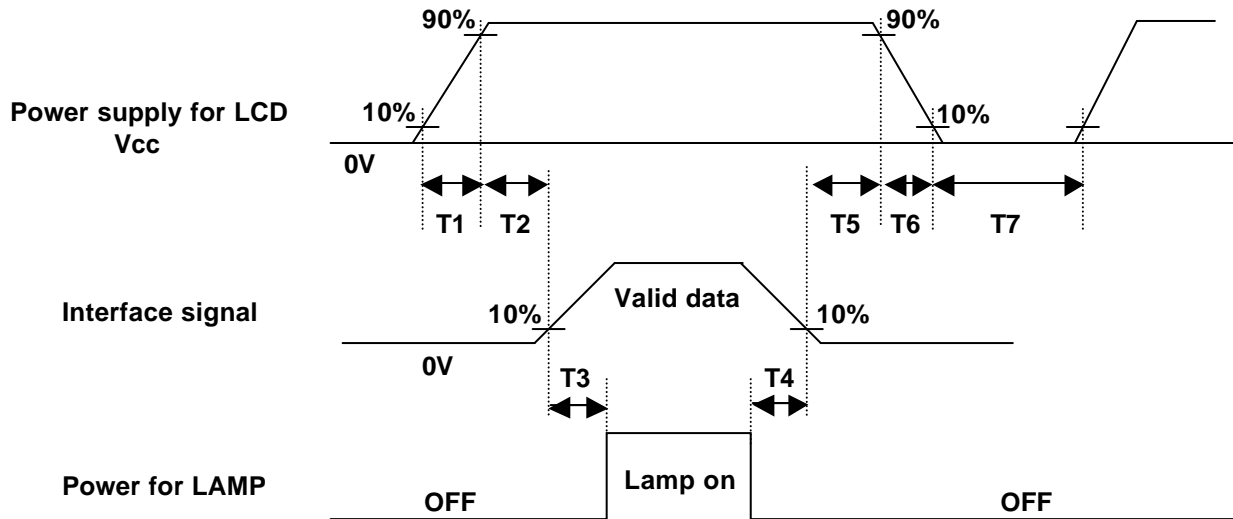 90%
90%
Power supply for LCD
Vcc
10%
10%
0V
T1
T2
T5
T6
T7
Interface signal
10%
Valid data
10%
0V
T3
T4
Power for LAMP
OFF
Lamp on
OFF